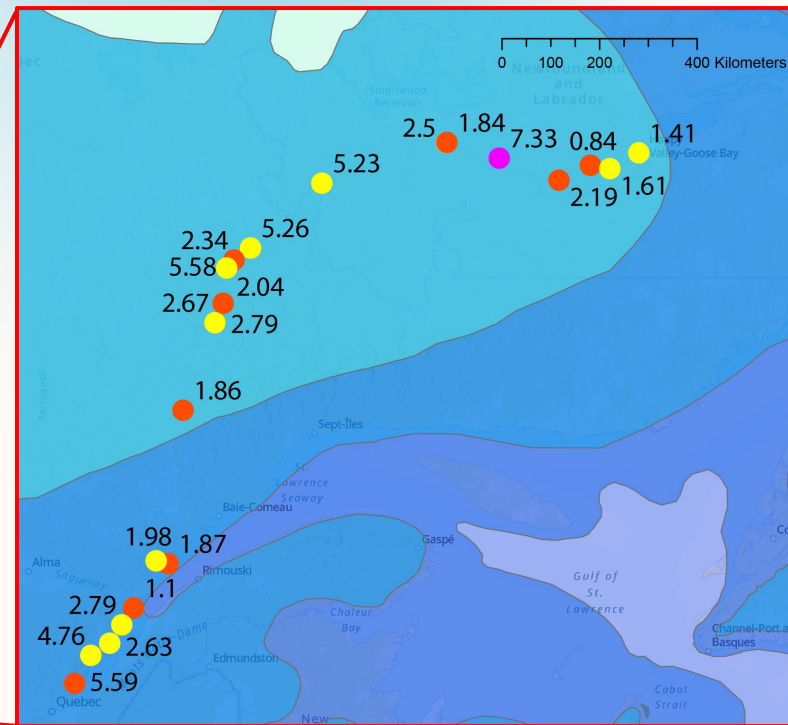 bec
0 100 200 400 Kilometers
Newfoundland
and
Labrador
Smallwood
Reservoir
2.5
1.84
7.33
0.84
1.41
Valley-Goose Bay
5.23
2.19
1.61
5.26
2.34
5.58
2.04
2.67
2.79
1.86
Sept-Îles
St.
Lawrence
Seaway
Baie-Comeau
1.98
1.87
Gaspé
Alma
Saguenay
Rimouski
1.1
Gulf of
St.
Lawrence
2.79
Chaleur
Bay
4.76
2.63
Edmundston
Channel-Port a
Basques
5.59
Quebec
Cabot
Strait
New